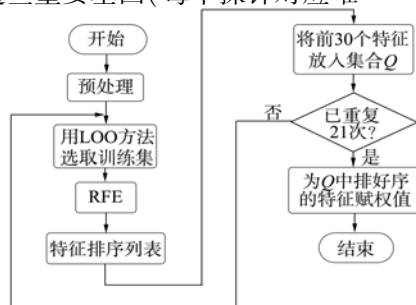 开始
预处理
用LOO方法
选取训练集
RFE
特征排序列表
将前30个特征
放入集合Q
否
已重复
21次?
是
为Q中排好序
的特征赋权值
结束